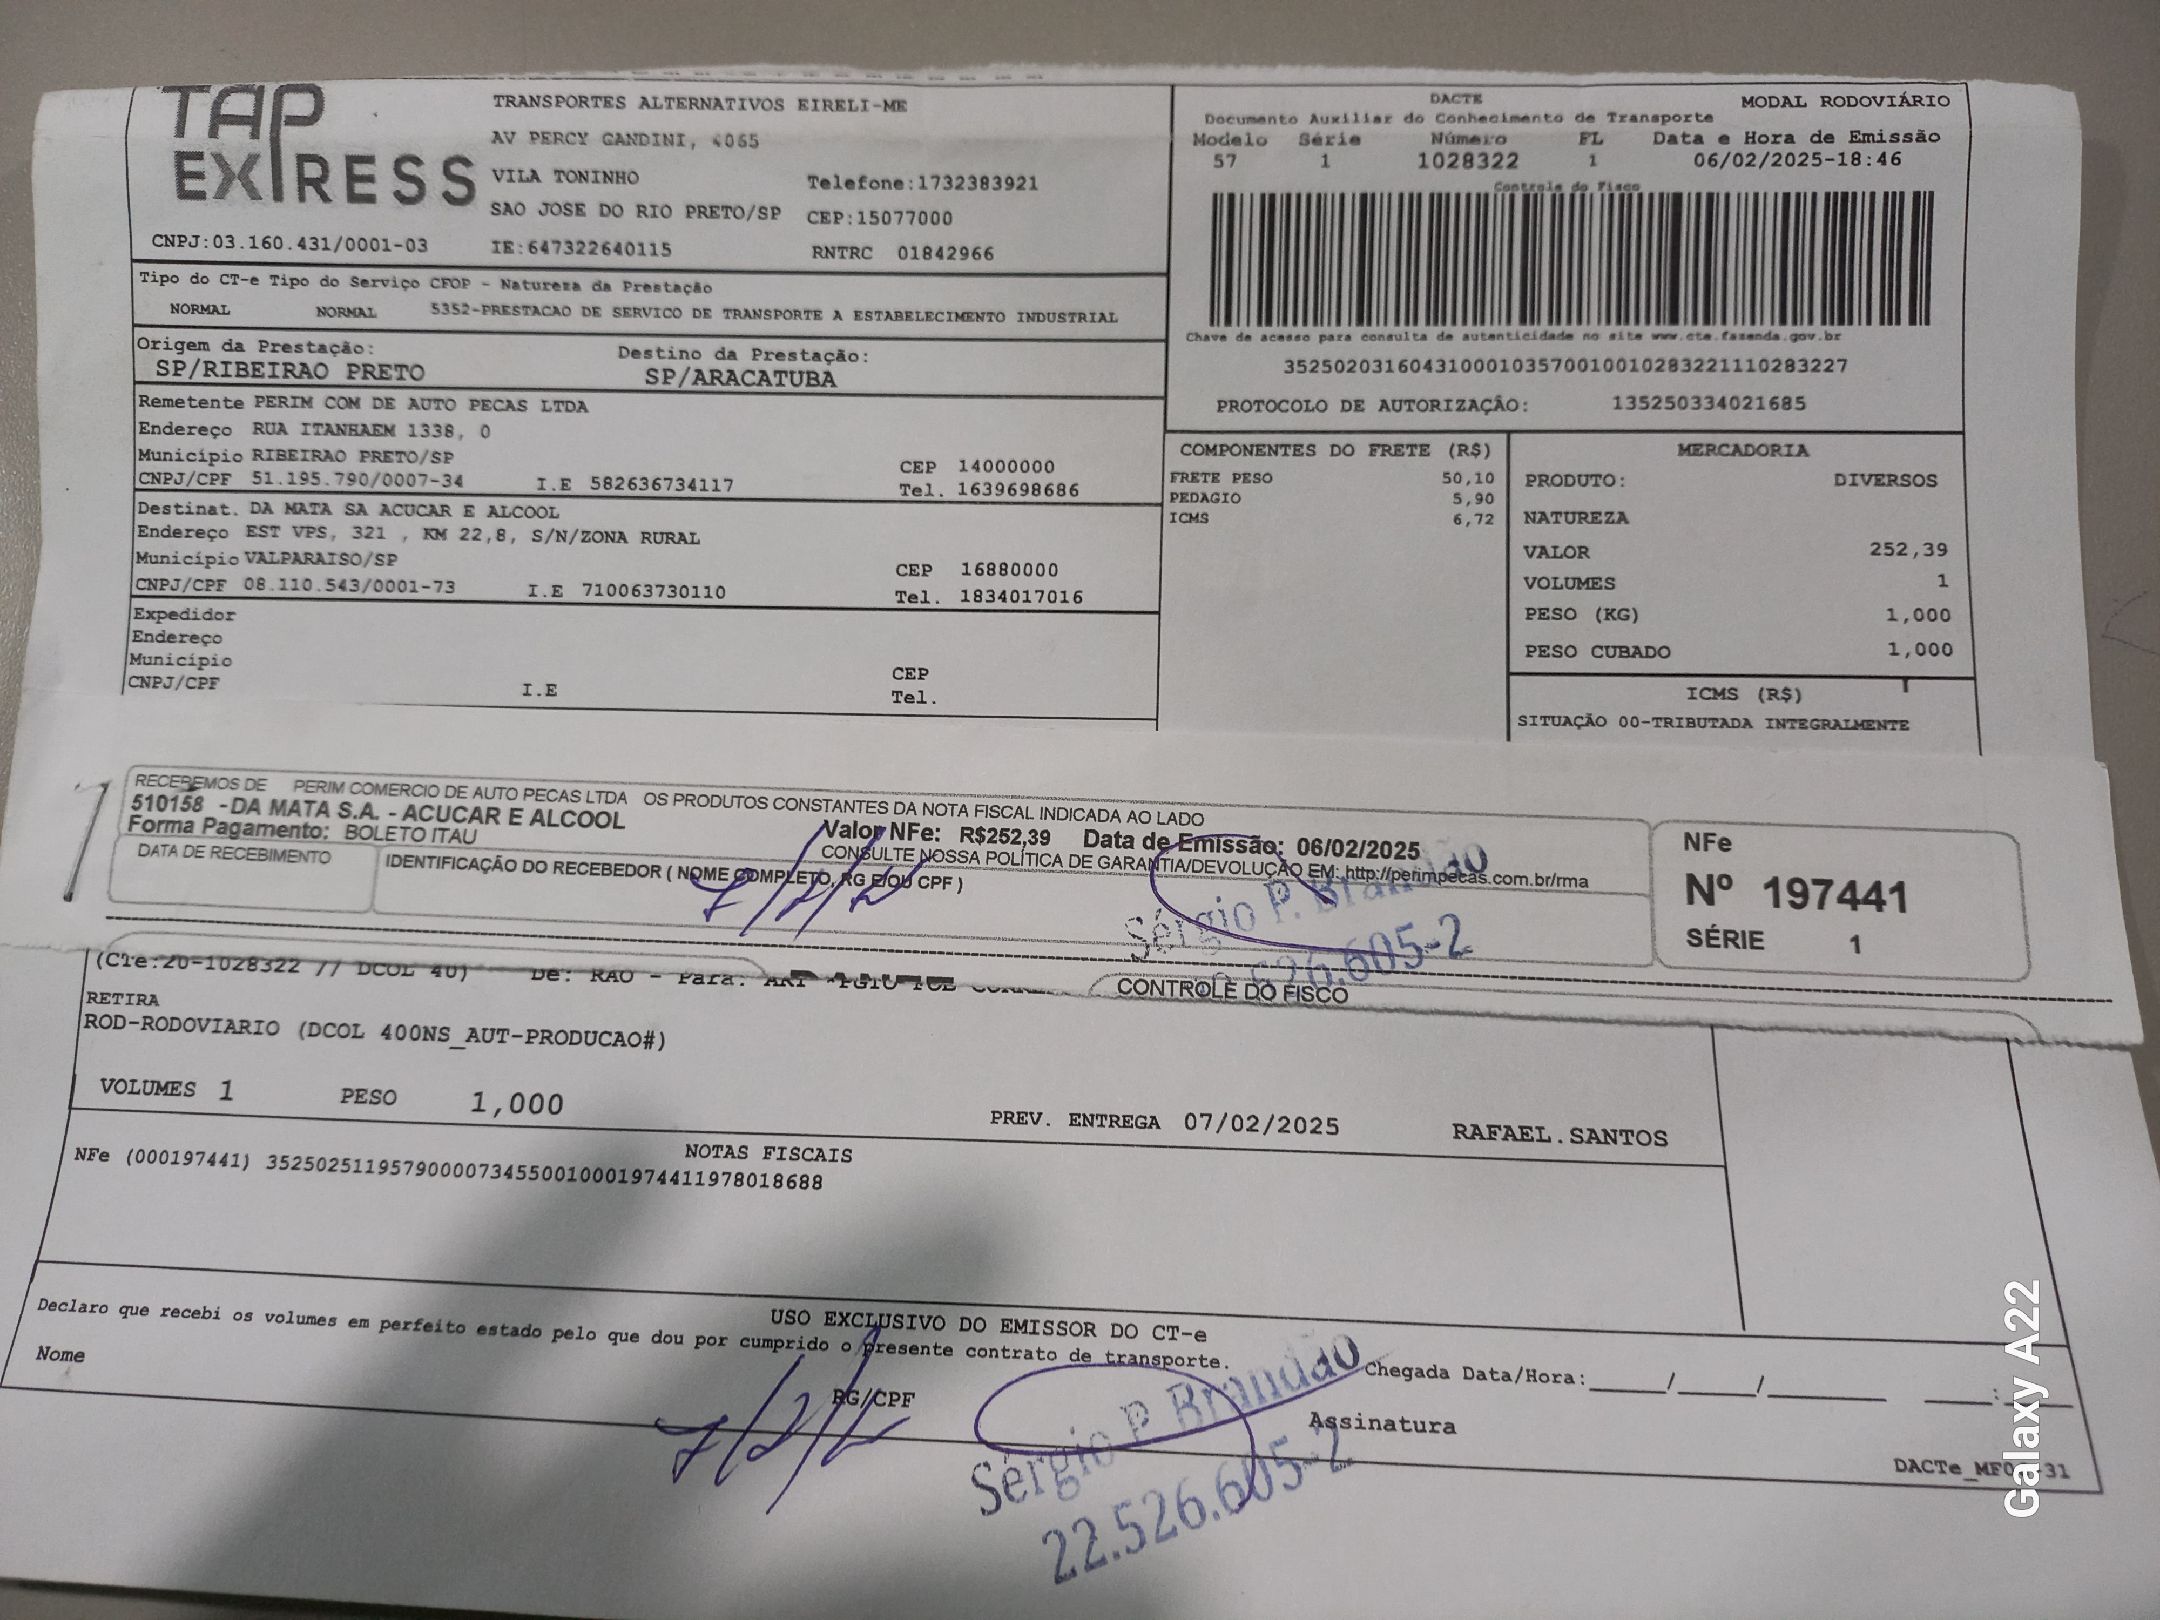 TAP EXPRESS
TRANSPORTES ALTERNATIVOS EIRELI-ME
AV PERCY GANDINI, 4065
VILA TONINHO Telefone:1732383921
SAO JOSE DO RIO PRETO/SP CEP:15077000
CNPJ:03.160.431/0001-03 IE:647322640115 RNTRC 01842966
DACTE MODAL RODOVIÁRIO
Documento Auxiliar do Conhecimento de Transporte
Modelo Série Número FL Data e Hora de Emissão
57 1 1028322 1 06/02/2025-18:46
Controle do Fisco
Chave de acesso para consulta de autenticidade no site www.cte.fazenda.gov.br
35250203160431000103570010010283221110283227
PROTOCOLO DE AUTORIZAÇÃO: 135250334021685
Tipo do CT-e Tipo do Serviço CFOP - Natureza da Prestação
NORMAL NORMAL 5352-PRESTACAO DE SERVICO DE TRANSPORTE A ESTABELECIMENTO INDUSTRIAL
Origem da Prestação: Destino da Prestação:
SP/RIBEIRAO PRETO SP/ARACATUBA
Remetente PERIM COM DE AUTO PECAS LTDA
Endereço RUA ITANHAEM 1338, 0
Município RIBEIRAO PRETO/SP CEP 14000000
CNPJ/CPF 51.195.790/0007-34 I.E 582636734117 Tel. 1639698686
Destinat. DA MATA SA ACUCAR E ALCOOL
Endereço EST VPS, 321 , KM 22,8, S/N/ZONA RURAL
Município VALPARAISO/SP CEP 16880000
CNPJ/CPF 08.110.543/0001-73 I.E 710063730110 Tel. 1834017016
Expedidor
Endereço
Município CEP
CNPJ/CPF I.E Tel.
COMPONENTES DO FRETE (R$)
FRETE PESO 50,10
PEDAGIO 5,90
ICMS 6,72
MERCADORIA
PRODUTO: DIVERSOS
NATUREZA
VALOR 252,39
VOLUMES 1
PESO (KG) 1,000
PESO CUBADO 1,000
ICMS (R$)
SITUAÇÃO 00-TRIBUTADA INTEGRALMENTE
RECEBEMOS DE PERIM COMERCIO DE AUTO PECAS LTDA OS PRODUTOS CONSTANTES DA NOTA FISCAL INDICADA AO LADO
510158 - DA MATA S.A. - ACUCAR E ALCOOL
Forma Pagamento: BOLETO ITAU Valor NFe: R$252,39 Data de Emissão: 06/02/2025
CONSULTE NOSSA POLÍTICA DE GARANTIA/DEVOLUÇÃO EM: http://perimpecas.com.br/rma
DATA DE RECEBIMENTO IDENTIFICAÇÃO DO RECEBEDOR ( NOME COMPLETO, RG E/OU CPF )
Sérgio P. Brandão
NFe
Nº 197441
SÉRIE 1
(CTe:20-1028322 // DCOL 40) De: RAO - Para:
CONTROLE DO FISCO
RETIRA
ROD-RODOVIARIO (DCOL 400NS_AUT-PRODUCAO#)
VOLUMES 1 PESO 1,000 PREV. ENTREGA 07/02/2025 RAFAEL.SANTOS
NOTAS FISCAIS
NFe (000197441) 35250251195790000734550010001974411978018688
USO EXCLUSIVO DO EMISSOR DO CT-e
Declaro que recebi os volumes em perfeito estado pelo que dou por cumprido o presente contrato de transporte.
Nome RG/CPF Assinatura Chegada Data/Hora:____/____/______ ___:___
Sérgio P. Brandão
22.526.605-2
Galaxy A22